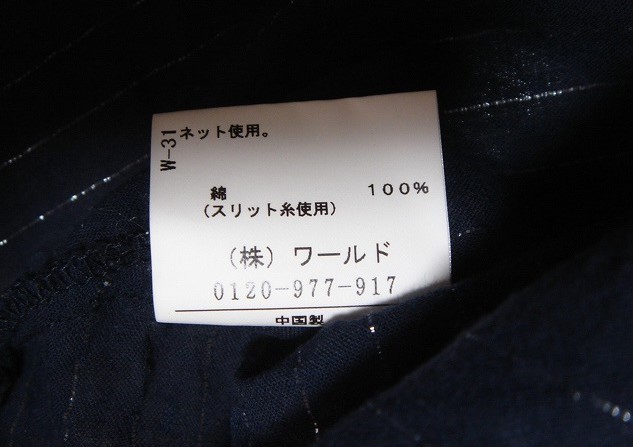 W-31
ネット使用。
綿 100%
(スリット糸使用)
(株)ワールド
0120-977-917
中国製